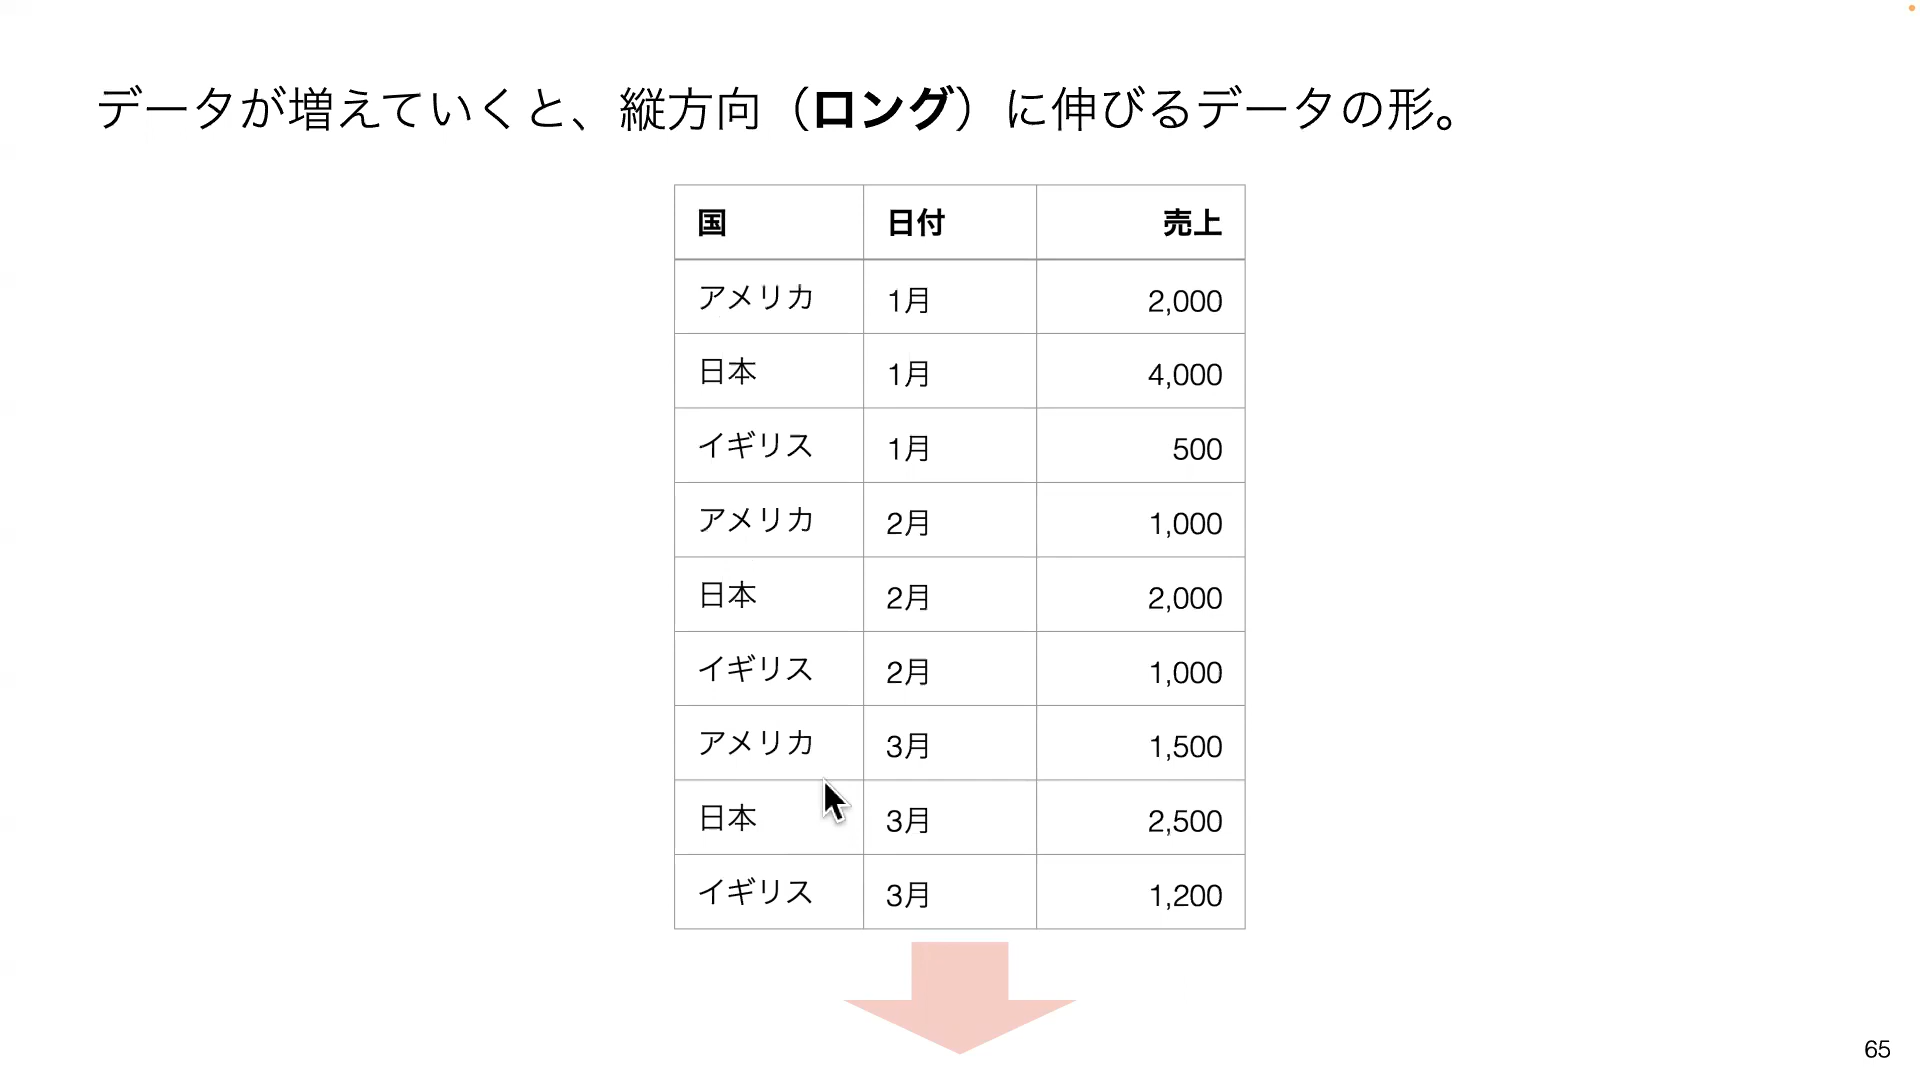 データが増えていくと、縦方向（ロング）に伸びるデータの形。
国 日付 売上
アメリカ 1月 2,000
日本 1月 4,000
イギリス 1月 500
アメリカ 2月 1,000
日本 2月 2,000
イギリス 2月 1,000
アメリカ 3月 1,500
日本 3月 2,500
イギリス 3月 1,200
65